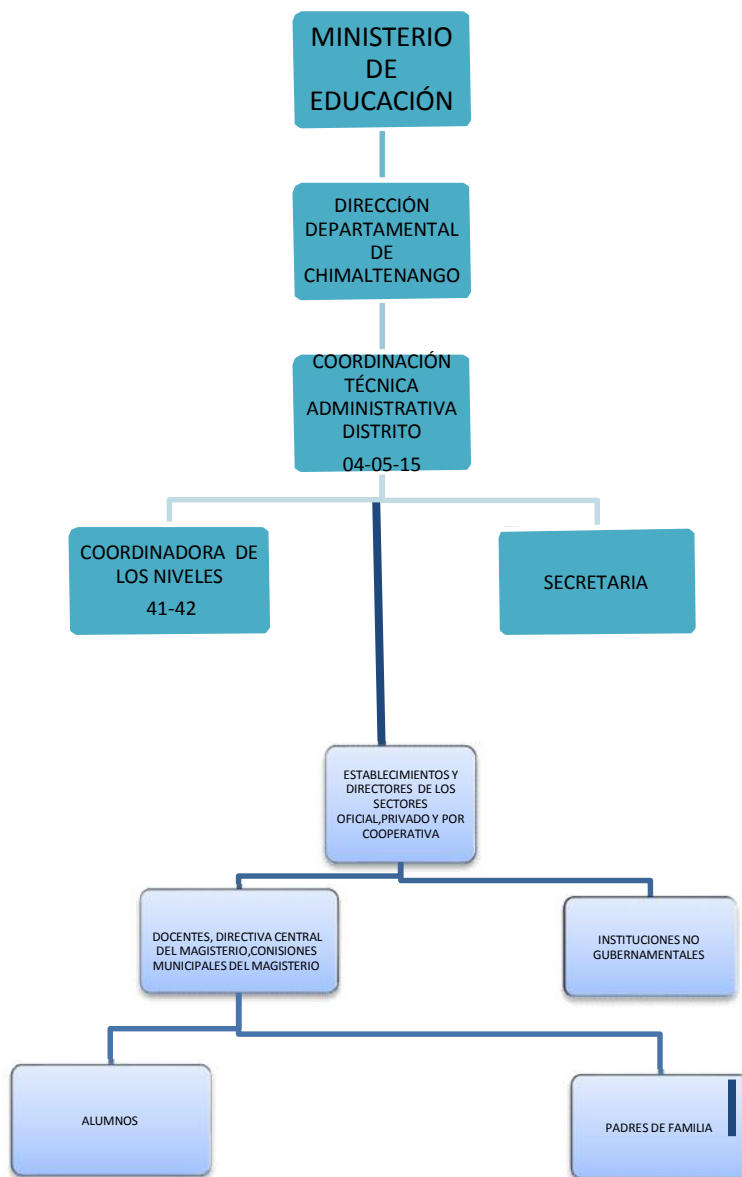 MINISTERIO
DE
EDUCACIÓN
DIRECCIÓN
DEPARTAMENTAL
DE
CHIMALTENANGO
COORDINACIÓN
TÉCNICA
ADMINISTRATIVA
DISTRITO
04-05-15
COORDINADORA DE
LOS NIVELES
41-42
SECRETARIA
ESTABLECIMIENTOS Y
DIRECTORES DE LOS
SECTORES
OFICIAL,PRIVADO Y POR
COOPERATIVA
DOCENTES, DIRECTIVA CENTRAL
DEL MAGISTERIO,CONISIONES
MUNICIPALES DEL MAGISTERIO
INSTITUCIONES NO
GUBERNAMENTALES
ALUMNOS
PADRES DE FAMILIA